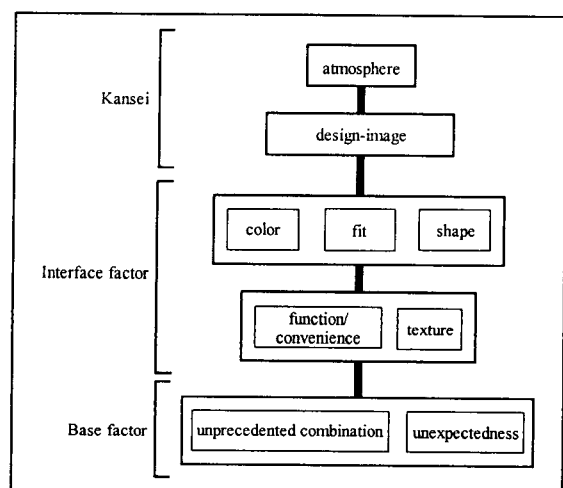 atmosphere
Kansei
design-image
color
fit
shape
Interface factor
function/
convenience
texture
Base factor
unprecedented combination
unexpectedness